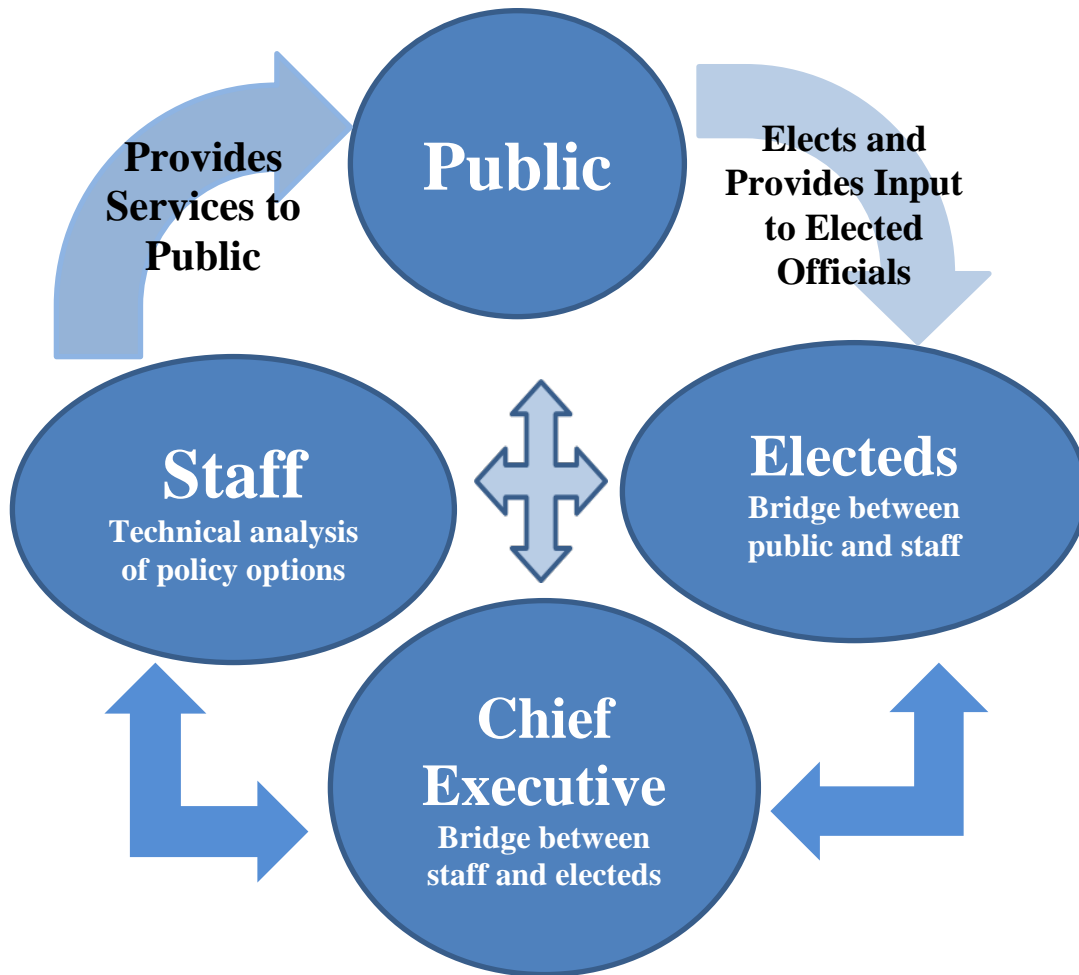 Public
Provides
Services to
Public
Elects and
Provides Input
to Elected
Officials
Staff
Technical analysis
of policy options
Electeds
Bridge between
public and staff
Chief
Executive
Bridge between
staff and electeds